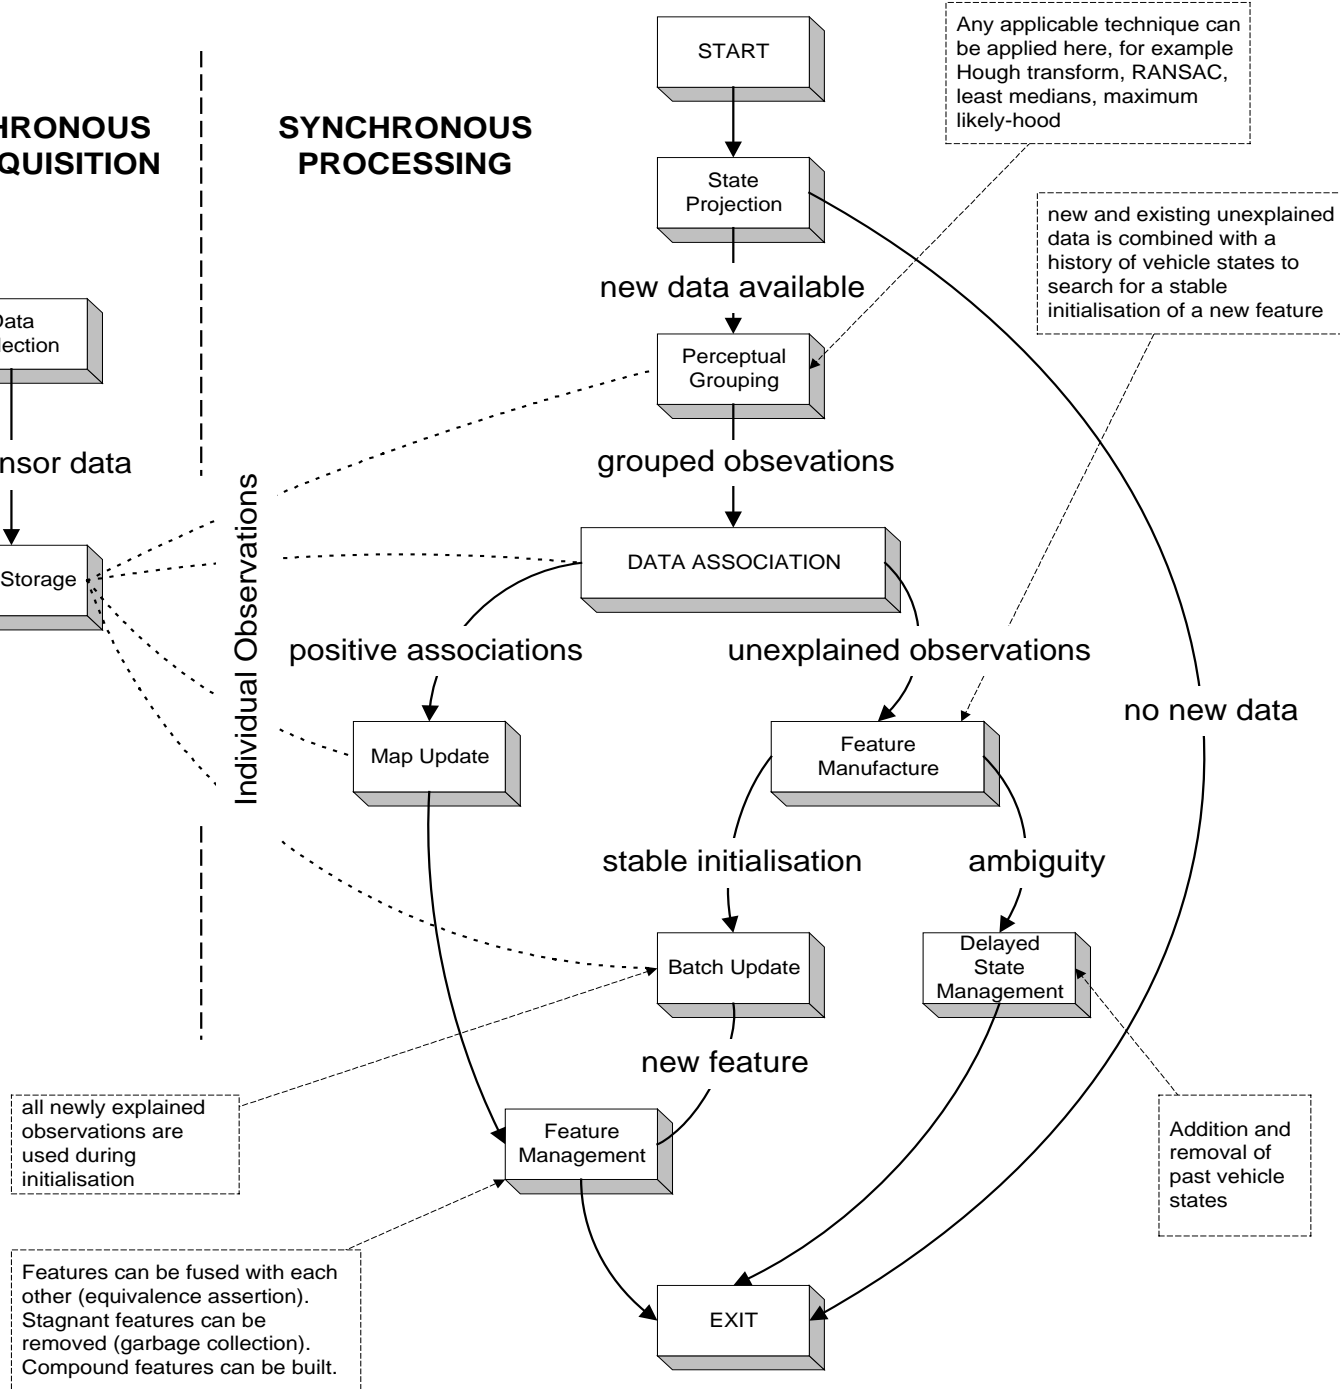 START
Any applicable technique can
be applied here, for example
Hough transform, RANSAC,
least medians, maximum
likely-hood
SYNCHRONOUS
PROCESSING
State
Projection
new and existing unexplained
data is combined with a
history of vehicle states to
search for a stable
initialisation of a new feature
new data available
Perceptual
Grouping
grouped obsevations
data
Storage
Individual Observations
DATA ASSOCIATION
positive associations
unexplained observations
no new data
Map Update
Feature
Manufacture
stable initialisation
ambiguity
Batch Update
Delayed
State
Management
new feature
all newly explained
observations are
used during
initialisation
Feature
Management
Addition and
removal of
past vehicle
states
Features can be fused with each
other (equivalence assertion).
Stagnant features can be
removed (garbage collection).
Compound features can be built.
EXIT